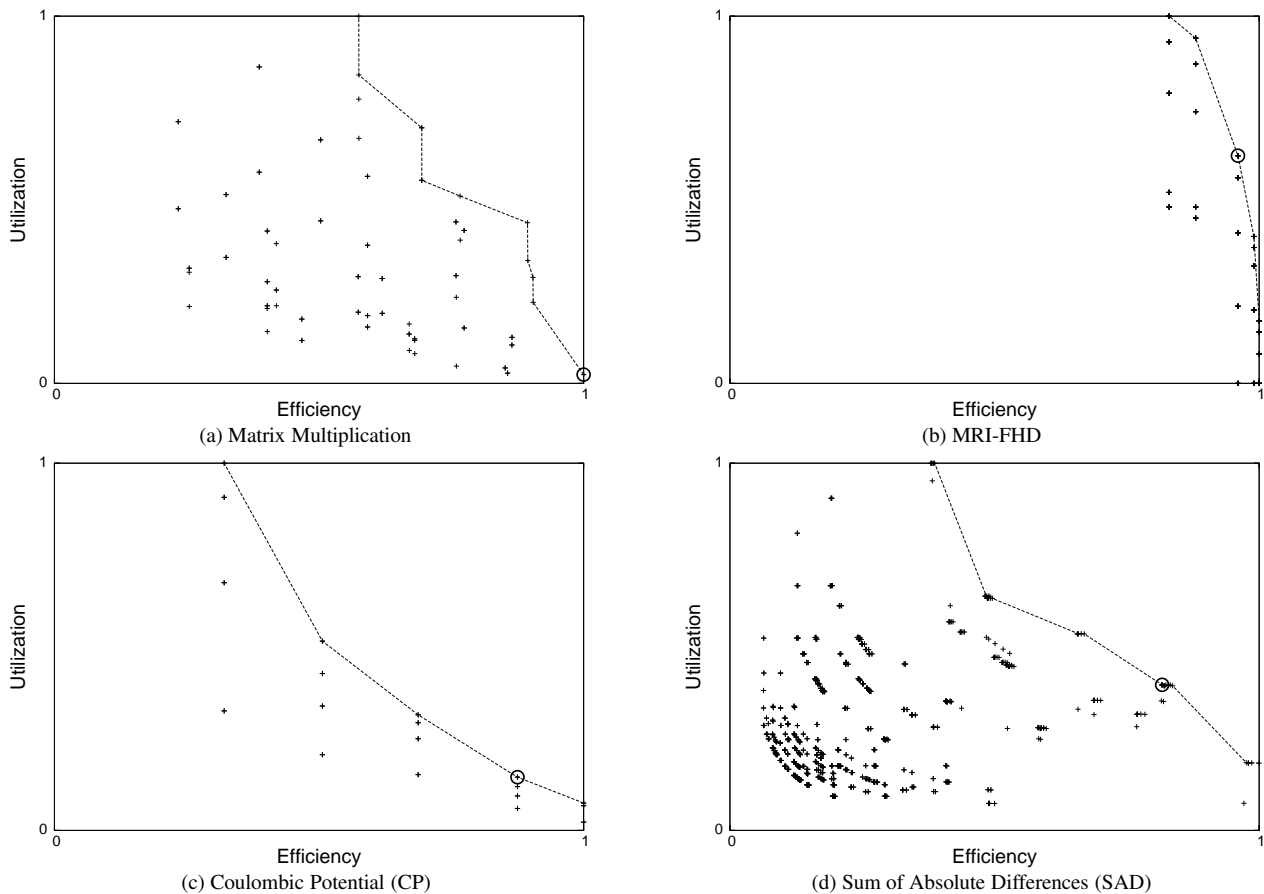 1
Utilization
0
0
1
Efficiency
(a) Matrix Multiplication
1
Utilization
0
0
1
Efficiency
(b) MRI-FHD
1
Utilization
0
0
1
Efficiency
(c) Coulombic Potential (CP)
1
Utilization
0
0
1
Efficiency
(d) Sum of Absolute Differences (SAD)